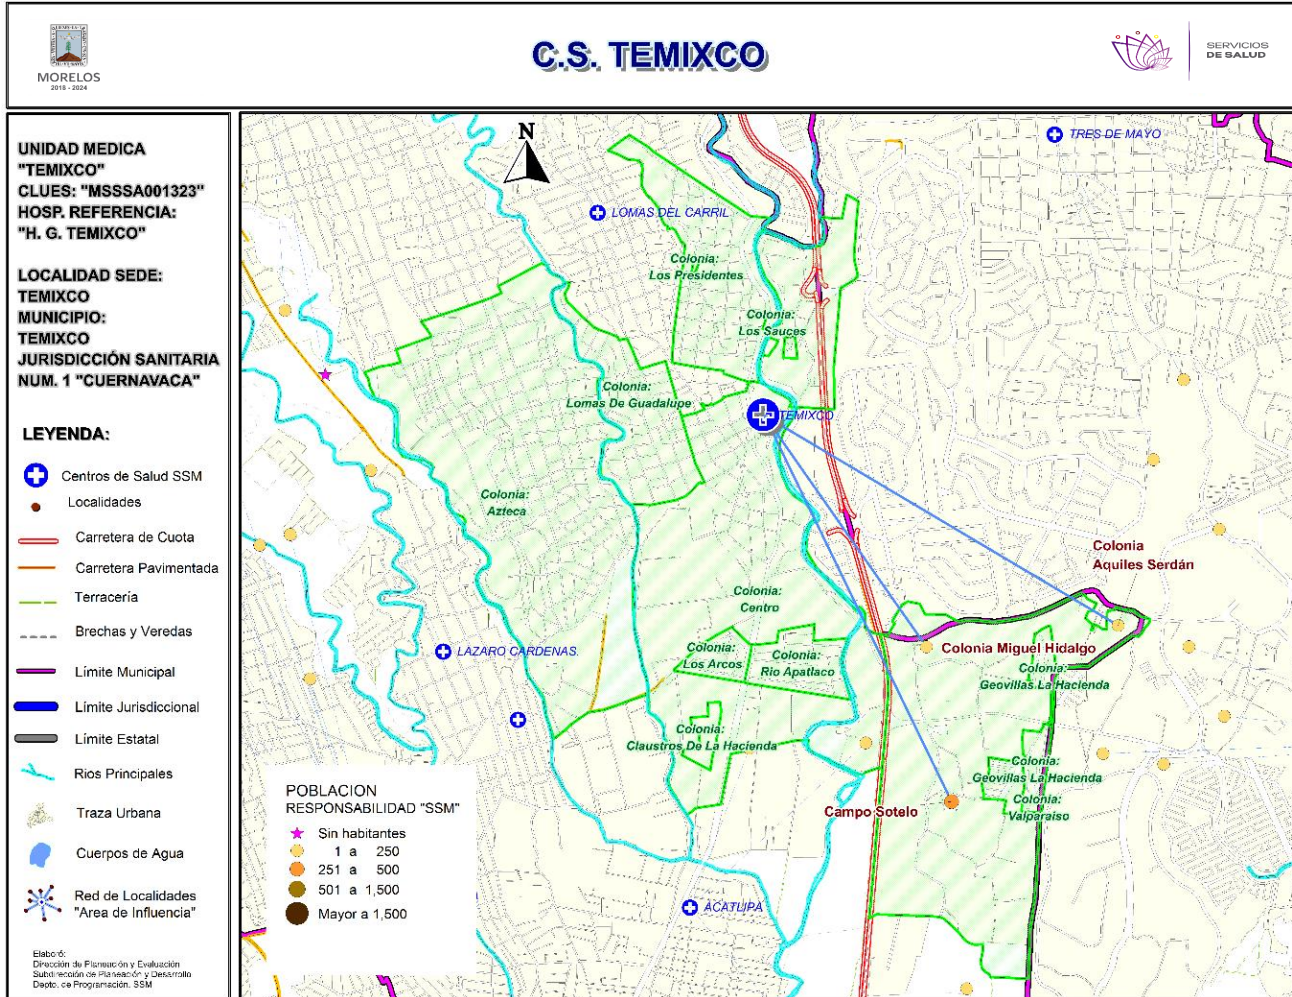 MORELOS
2018 - 2024
C.S. TEMIXCO
SERVICIOS
DE SALUD
UNIDAD MEDICA
"TEMIXCO"
CLUES: "MSSSA001323"
HOSP. REFERENCIA:
"H. G. TEMIXCO"
LOCALIDAD SEDE:
TEMIXCO
MUNICIPIO:
TEMIXCO
JURISDICCIÓN SANITARIA
NUM. 1 "CUERNAVACA"
LEYENDA:
Centros de Salud SSM
Localidades
Carretera de Cuota
Carretera Pavimentada
Terracería
Brechas y Veredas
Límite Municipal
Límite Jurisdiccional
Límite Estatal
Rios Principales
Traza Urbana
Cuerpos de Agua
Red de Localidades
"Area de Influencia"
Elaboró:
Dirección de Planeación y Evaluación
Subdirección de Planeación y Desarrollo
Depto. de Programación. SSM
N
TRES DE MAYO
LOMAS DEL CARRIL
Colonia:
Los Presidentes
Colonia:
Los Sauces
Colonia:
Lomas De Guadalupe
TEMIXCO
Colonia:
Azteca
Colonia
Aquiles Serdán
Colonia:
Centro
LAZARO CARDENAS.
Colonia:
Los Arcos
Colonia:
Rio Apatlaco
Colonia Miguel Hidalgo
Colonia:
Geovillas La Hacienda
Colonia:
Claustros De La Hacienda
Colonia:
Geovillas La Hacienda
Colonia:
Valparaiso
Campo Sotelo
ACATLIPA
POBLACION
RESPONSABILIDAD "SSM"
Sin habitantes
1 a 250
251 a 500
501 a 1,500
Mayor a 1,500